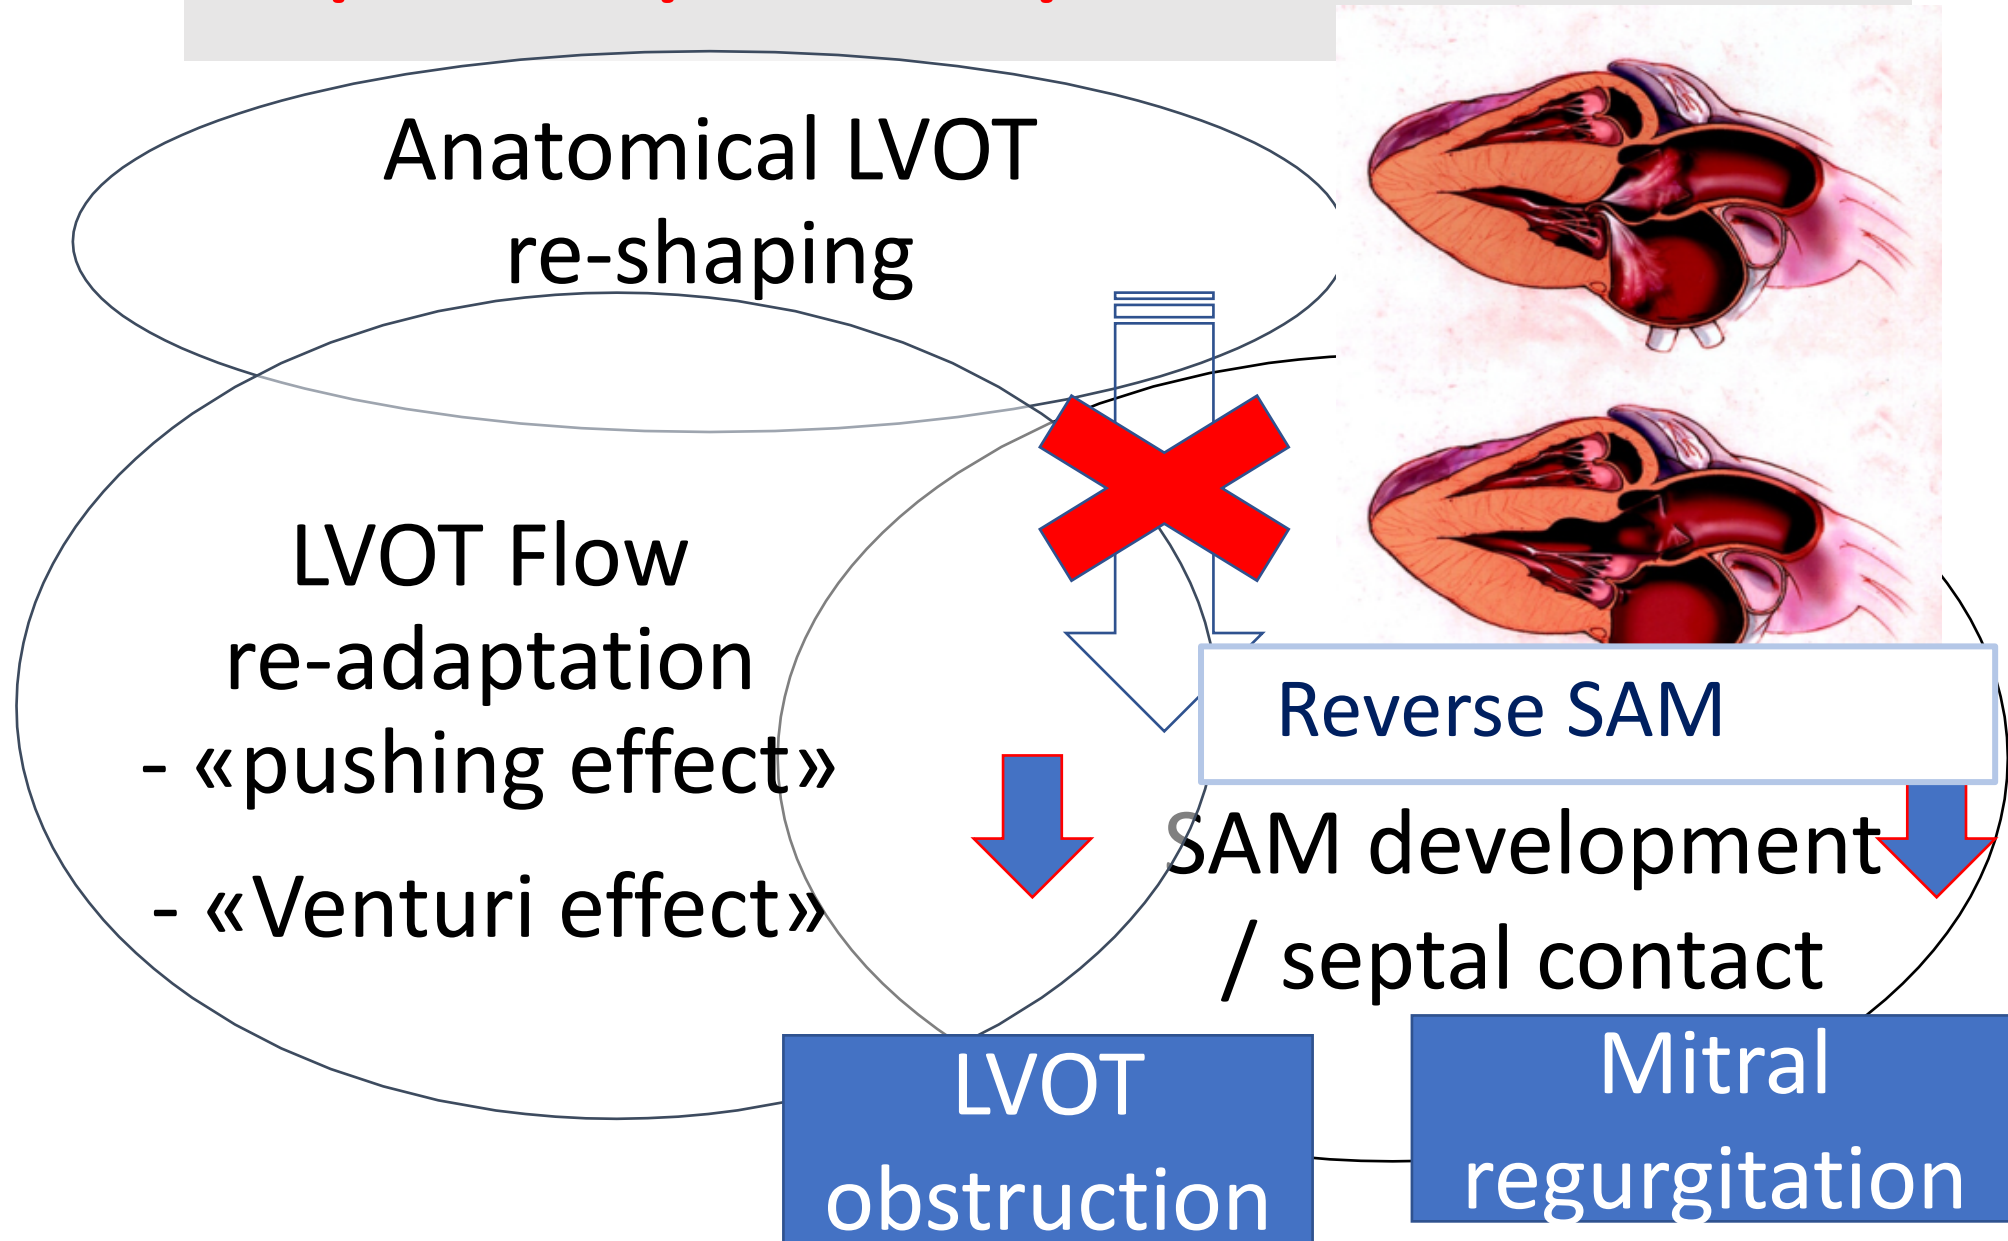 Anatomical LVOT
re-shaping
LVOT Flow
re-adaptation
- «pushing effect»
- «Venturi effect»
Reverse SAM
SAM development
/ septal contact
LVOT
obstruction
Mitral
regurgitation